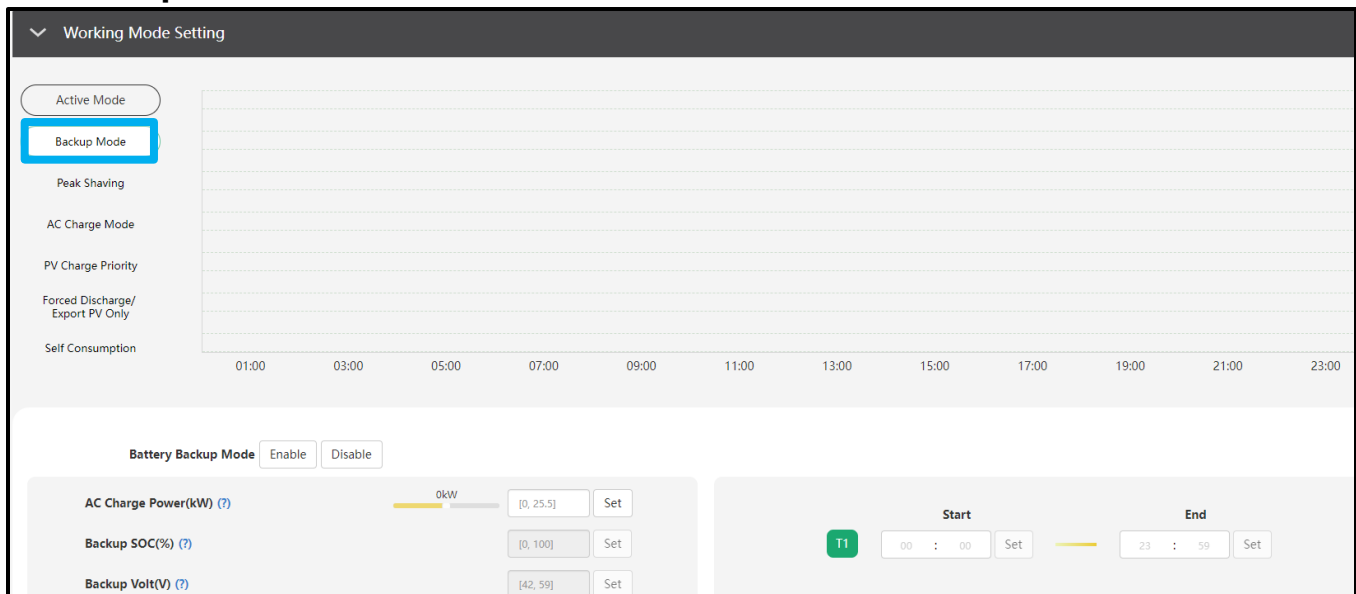 Working Mode Setting
Active Mode
Backup Mode
Peak Shaving
AC Charge Mode
PV Charge Priority
Forced Discharge/
Export PV Only
Self Consumption
01:00 03:00 05:00 07:00 09:00 11:00 13:00 15:00 17:00 19:00 21:00 23:00
Battery Backup Mode Enable Disable
AC Charge Power(kW) (?) 0kW [0, 25.5] Set
Backup SOC(%) (?) [0, 100] Set
Backup Volt(V) (?) [42, 59] Set
Start End
T1 00 : 00 Set 23 : 59 Set